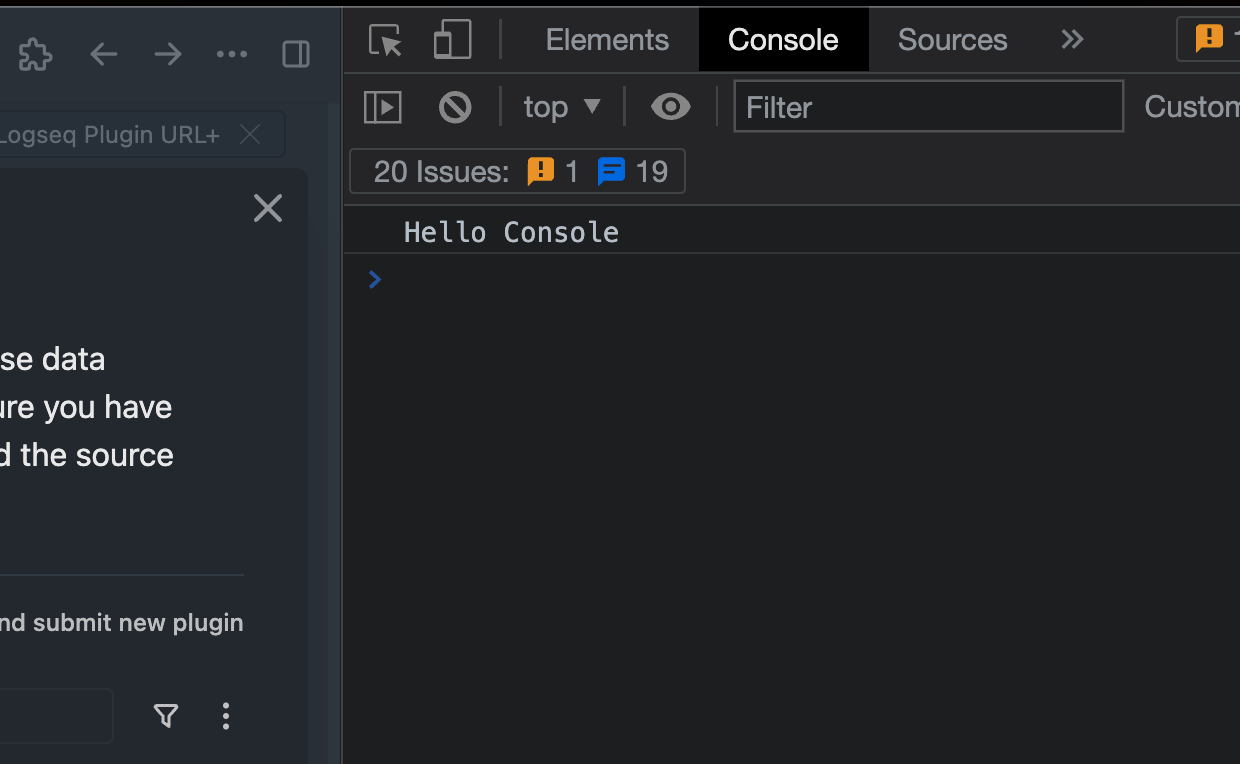 Elements Console Sources
top Filter Custom
Logseq Plugin URL+
20 Issues: 1 19
Hello Console
se data
ure you have
d the source
nd submit new plugin